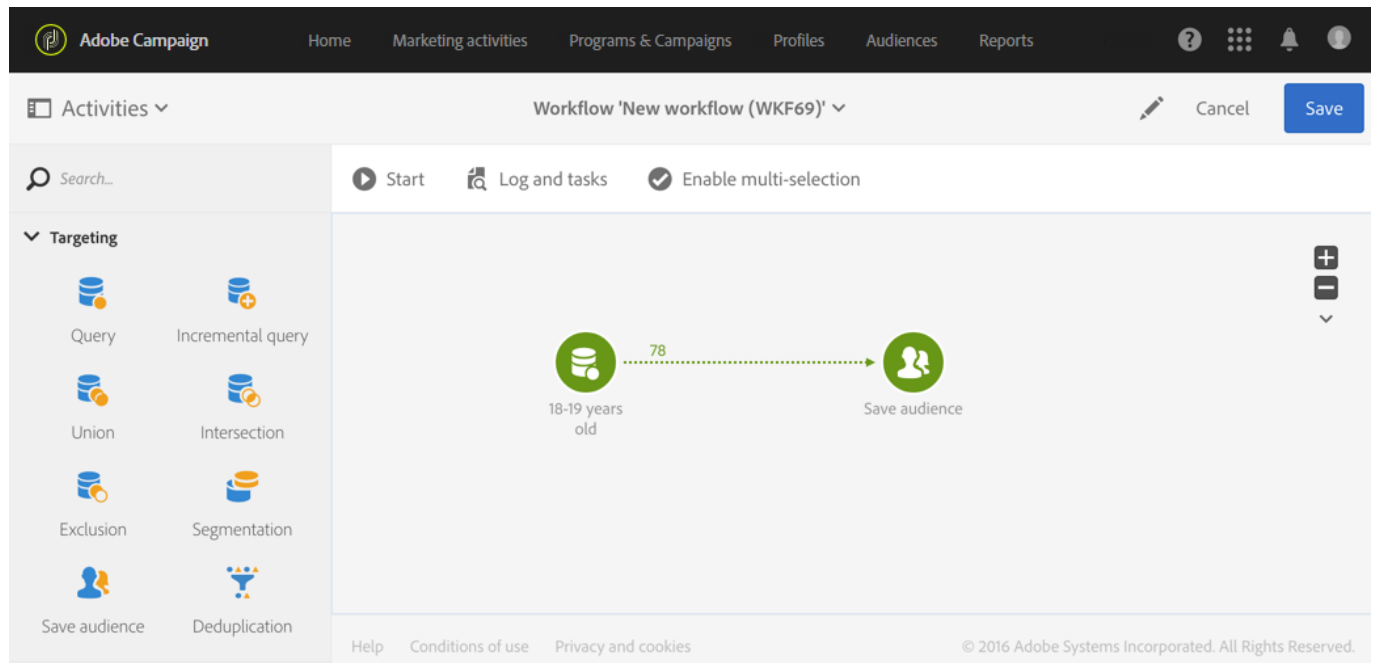 Adobe Campaign Home Marketing activities Programs & Campaigns Profiles Audiences Reports
Activities Workflow 'New workflow (WKF69)' Cancel Save
Search... Start Log and tasks Enable multi-selection
Targeting
Query Incremental query
78
18-19 years
old
Save audience
Union Intersection
Exclusion Segmentation
Save audience Deduplication
Help Conditions of use Privacy and cookies © 2016 Adobe Systems Incorporated. All Rights Reserved.